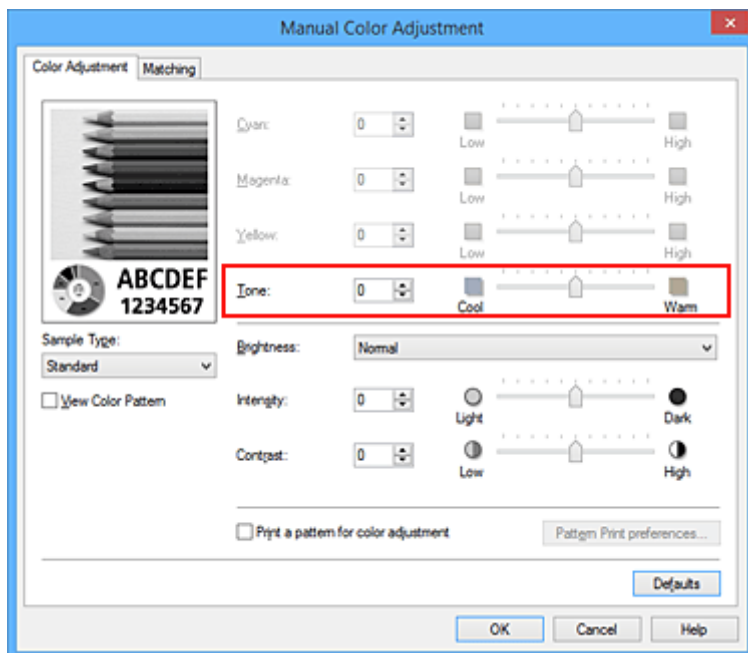 Manual Color Adjustment
Color Adjustment Matching
Cyan: 0 Low High
Magenta: 0 Low High
Yellow: 0 Low High
ABCDEF
1234567
Tone: 0 Cool Warm
Sample Type:
Standard
View Color Pattern
Brightness: Normal
Intensity: 0 Light Dark
Contrast: 0 Low High
Print a pattern for color adjustment Pattern Print preferences...
Defaults
OK Cancel Help